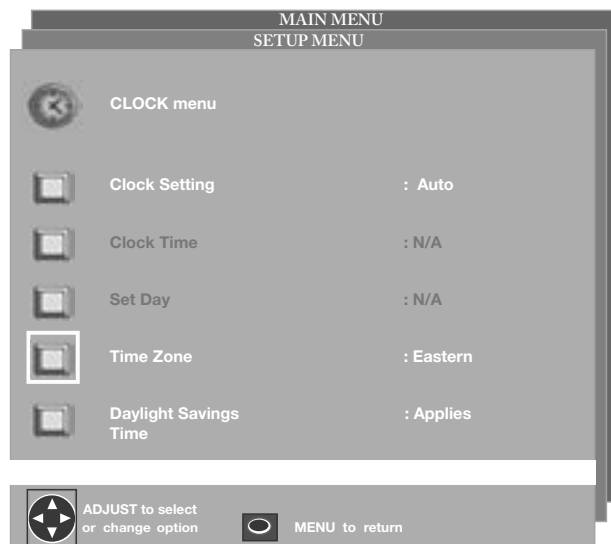 MAIN MENU
SETUP MENU
CLOCK menu
Clock Setting : Auto
Clock Time : N/A
Set Day : N/A
Time Zone : Eastern
Daylight Savings : Applies
Time
ADJUST to select
or change option
MENU to return